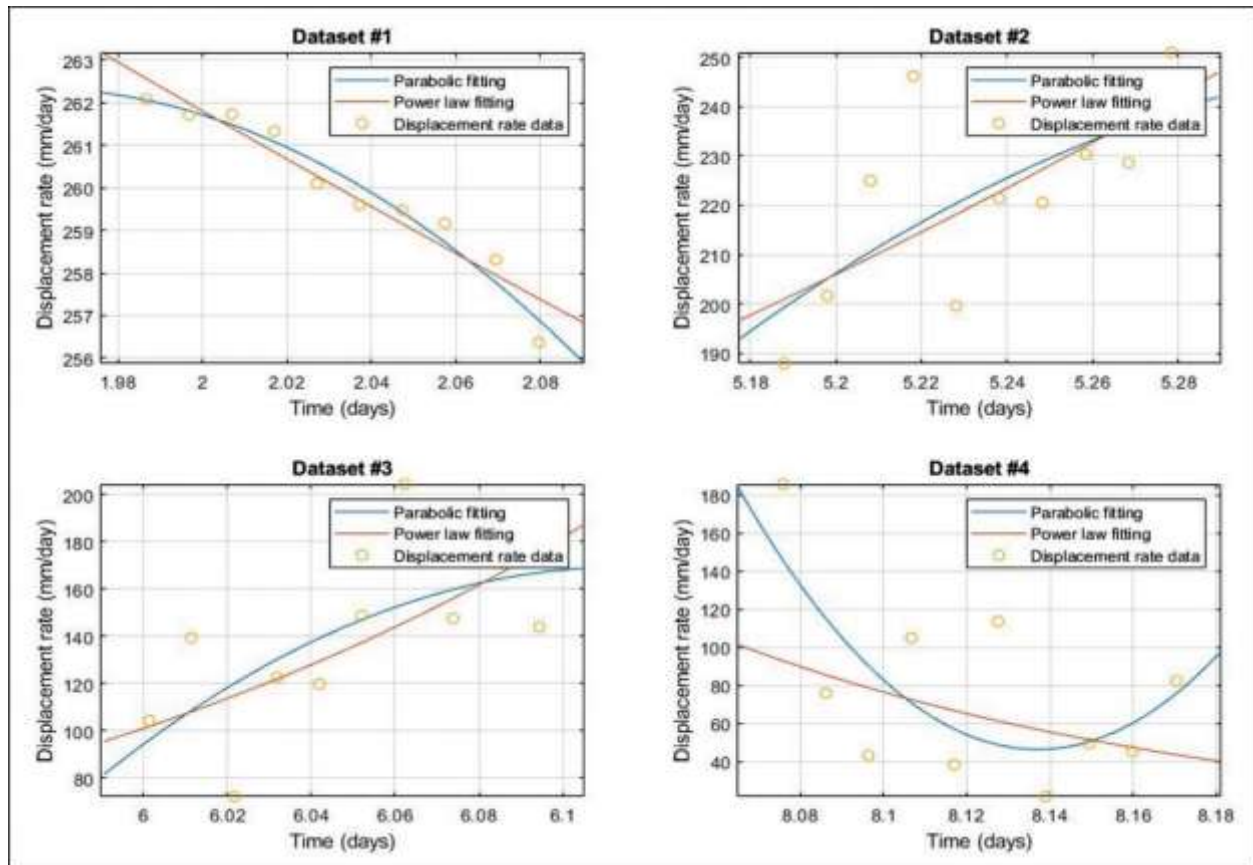 Dataset #1
263
262
261
260
259
258
257
256
Displacement rate (mm/day)
Parabolic fitting
Power law fitting
Displacement rate data
1.98 2 2.02 2.04 2.06 2.08
Time (days)
Dataset #2
250
240
230
220
210
200
190
Displacement rate (mm/day)
Parabolic fitting
Power law fitting
Displacement rate data
5.18 5.2 5.22 5.24 5.26 5.28
Time (days)
Dataset #3
200
180
160
140
120
100
80
Displacement rate (mm/day)
Parabolic fitting
Power law fitting
Displacement rate data
6 6.02 6.04 6.06 6.08 6.1
Time (days)
Dataset #4
180
160
140
120
100
80
60
40
Displacement rate (mm/day)
Parabolic fitting
Power law fitting
Displacement rate data
8.08 8.1 8.12 8.14 8.16 8.18
Time (days)